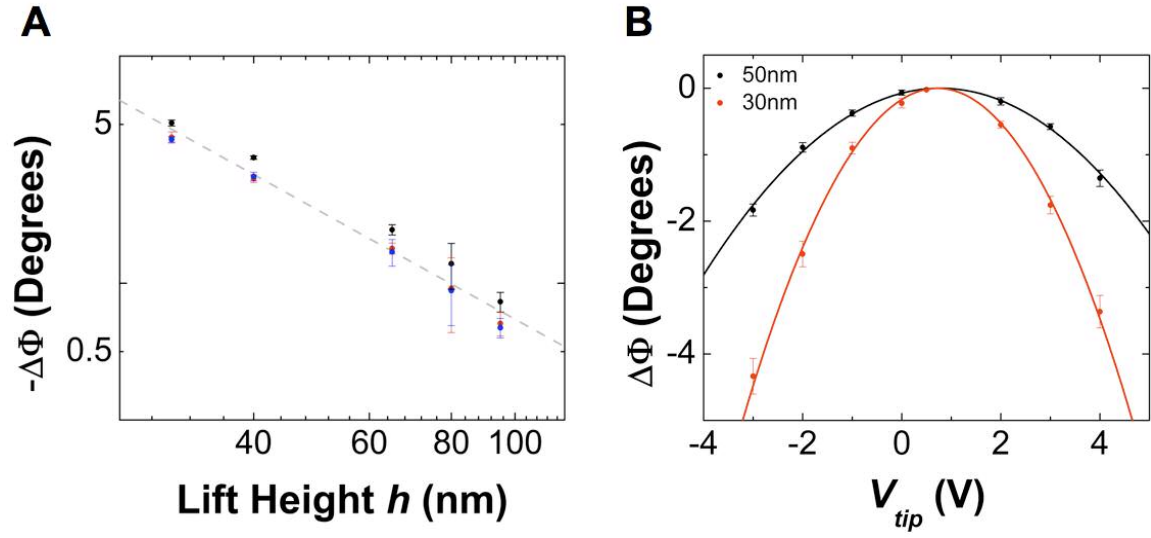 A
-ΔΦ (Degrees)
5
0.5
40 60 80 100
Lift Height h (nm)
B
50nm
30nm
ΔΦ (Degrees)
0
-2
-4
-4 -2 0 2 4
V_tip (V)